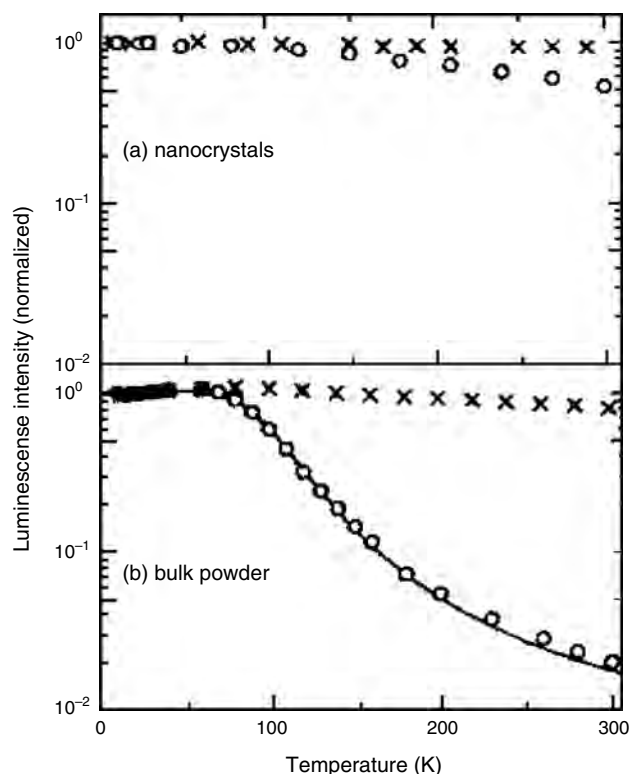 Luminescense intensity (normalized)
10⁰
(a) nanocrystals
10⁻¹
10⁻²
10⁰
10⁻¹
(b) bulk powder
10⁻²
0
100
200
300
Temperature (K)